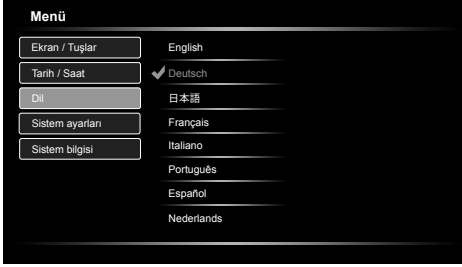 Menü
Ekran / Tuşlar
Tarih / Saat
Dil
Sistem ayarları
Sistem bilgisi
English
Deutsch
日本語
Français
Italiano
Português
Español
Nederlands